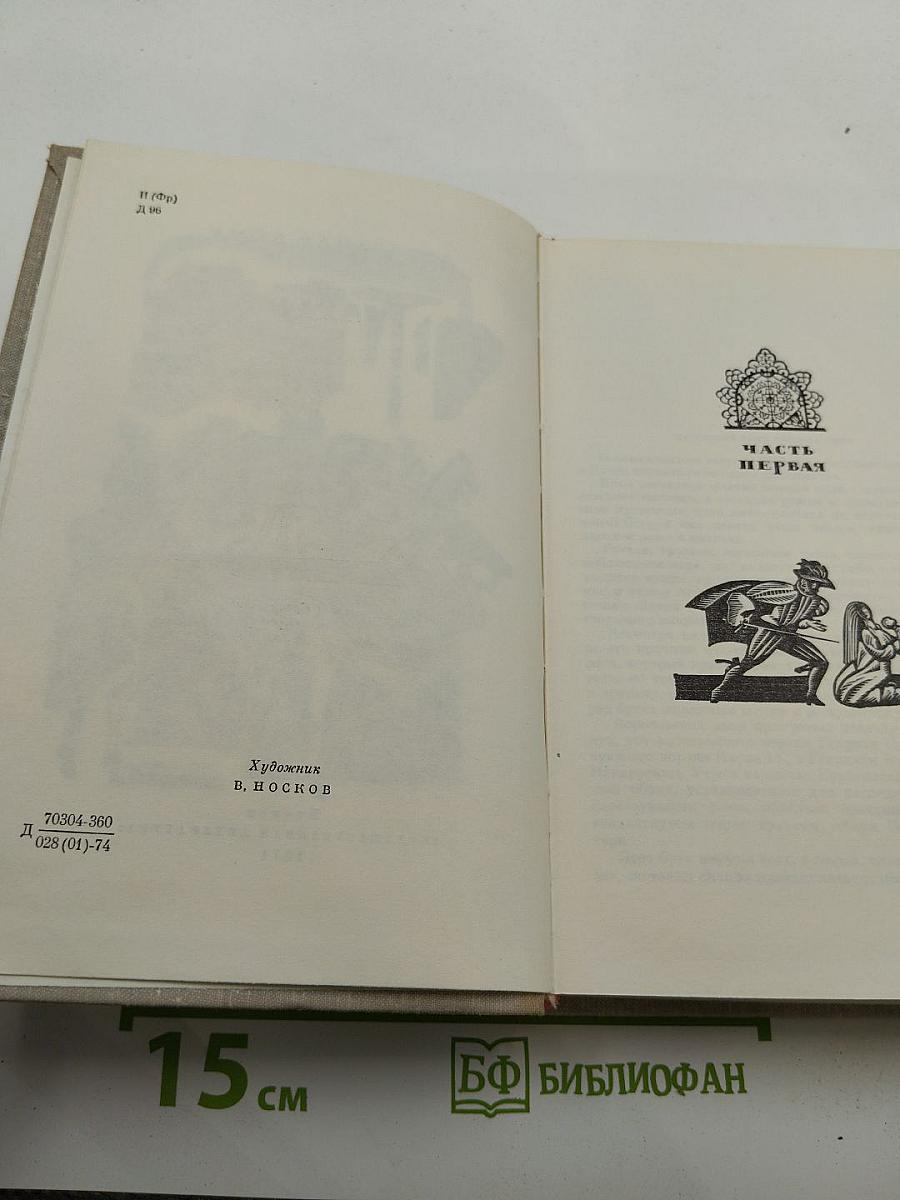 И (Фр)
Д 96
Художник
В. НОСКОВ
Д 70304-360
028 (01)-74
ЧАСТЬ
ПЕРВАЯ
15 см
БФ БИБЛИОФАН